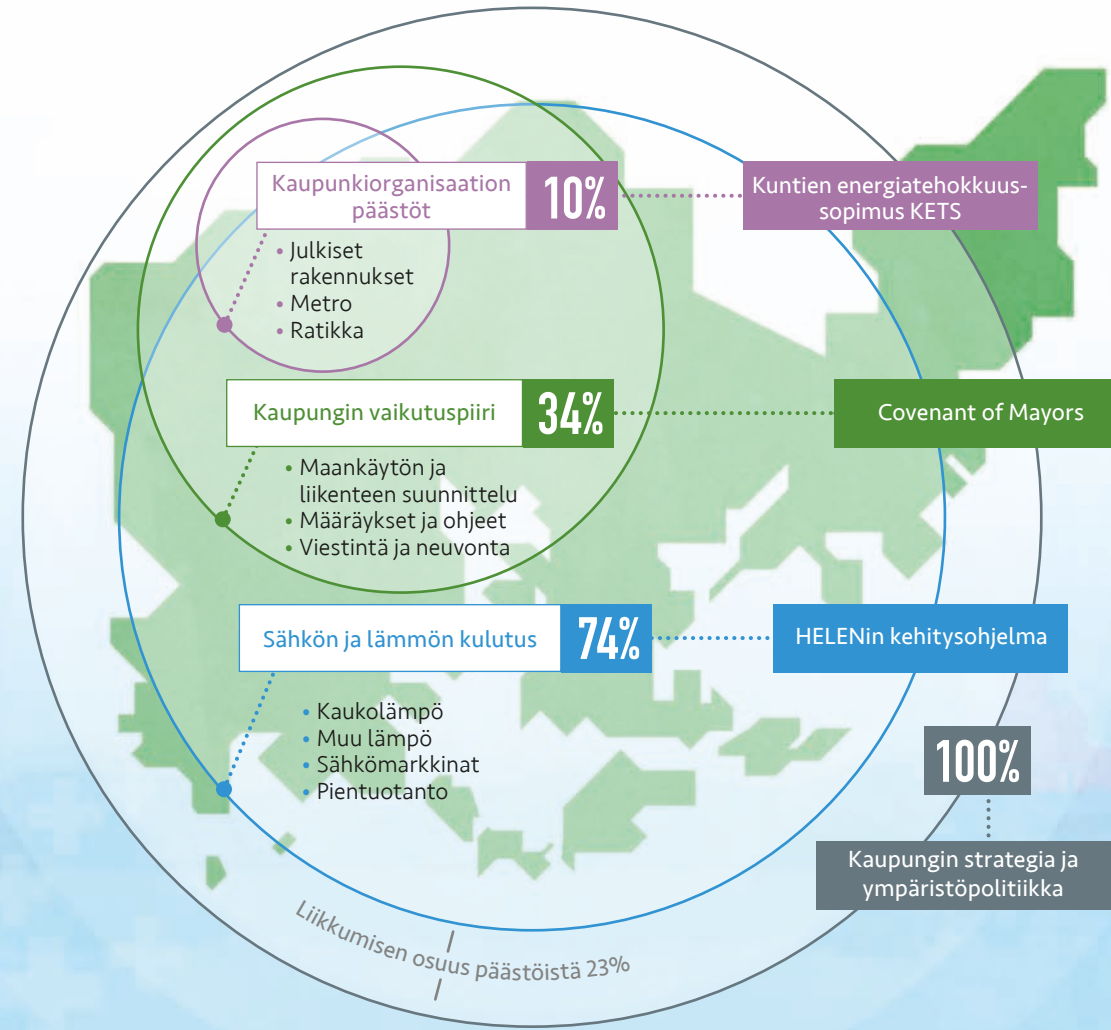 Kaupunkiorganisaation
päästöt
10%
Kuntien energiatehokkuus-
sopimus KETS
• Julkiset
rakennukset
• Metro
• Ratikka
Kaupungin vaikutuspiiri
34%
Covenant of Mayors
• Maankäytön ja
liikenteen suunnittelu
• Määräykset ja ohjeet
• Viestintä ja neuvonta
Sähkön ja lämmön kulutus
74%
HELENin kehitysohjelma
• Kaukolämpö
• Muu lämpö
• Sähkömarkkinat
• Pientuotanto
100%
Kaupungin strategia ja
ympäristöpolitiikka
Liikkumisen osuus päästöistä 23%